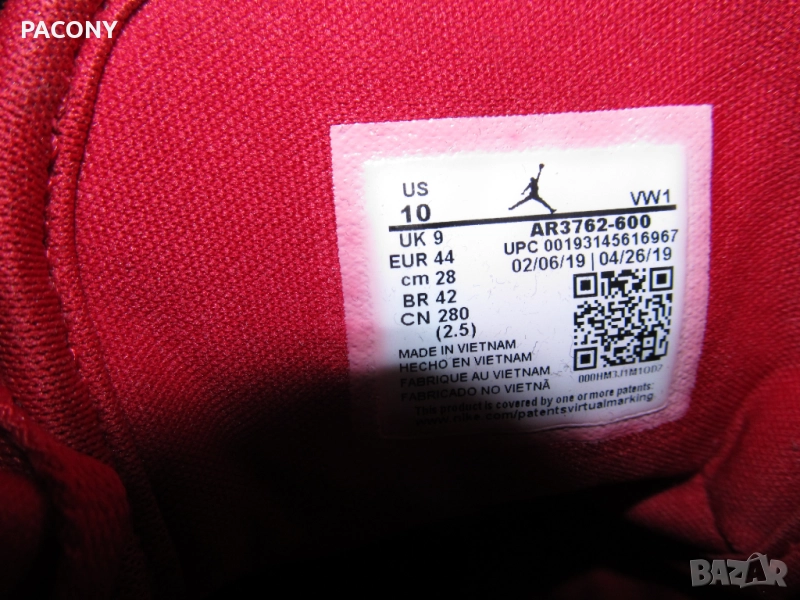 PACONY
US
10
VW1
UK 9
AR3762-600
EUR 44
UPC 00193145616967
cm 28
02/06/19 | 04/26/19
BR 42
CN 280
(2.5)
MADE IN VIETNAM
HECHO EN VIETNAM
FABRIQUE AU VIETNAM
FABRICADO NO VIETNÃ
This product is covered by one or more patents:
www.nike.com/patentsvirtualmarking
BAZAR